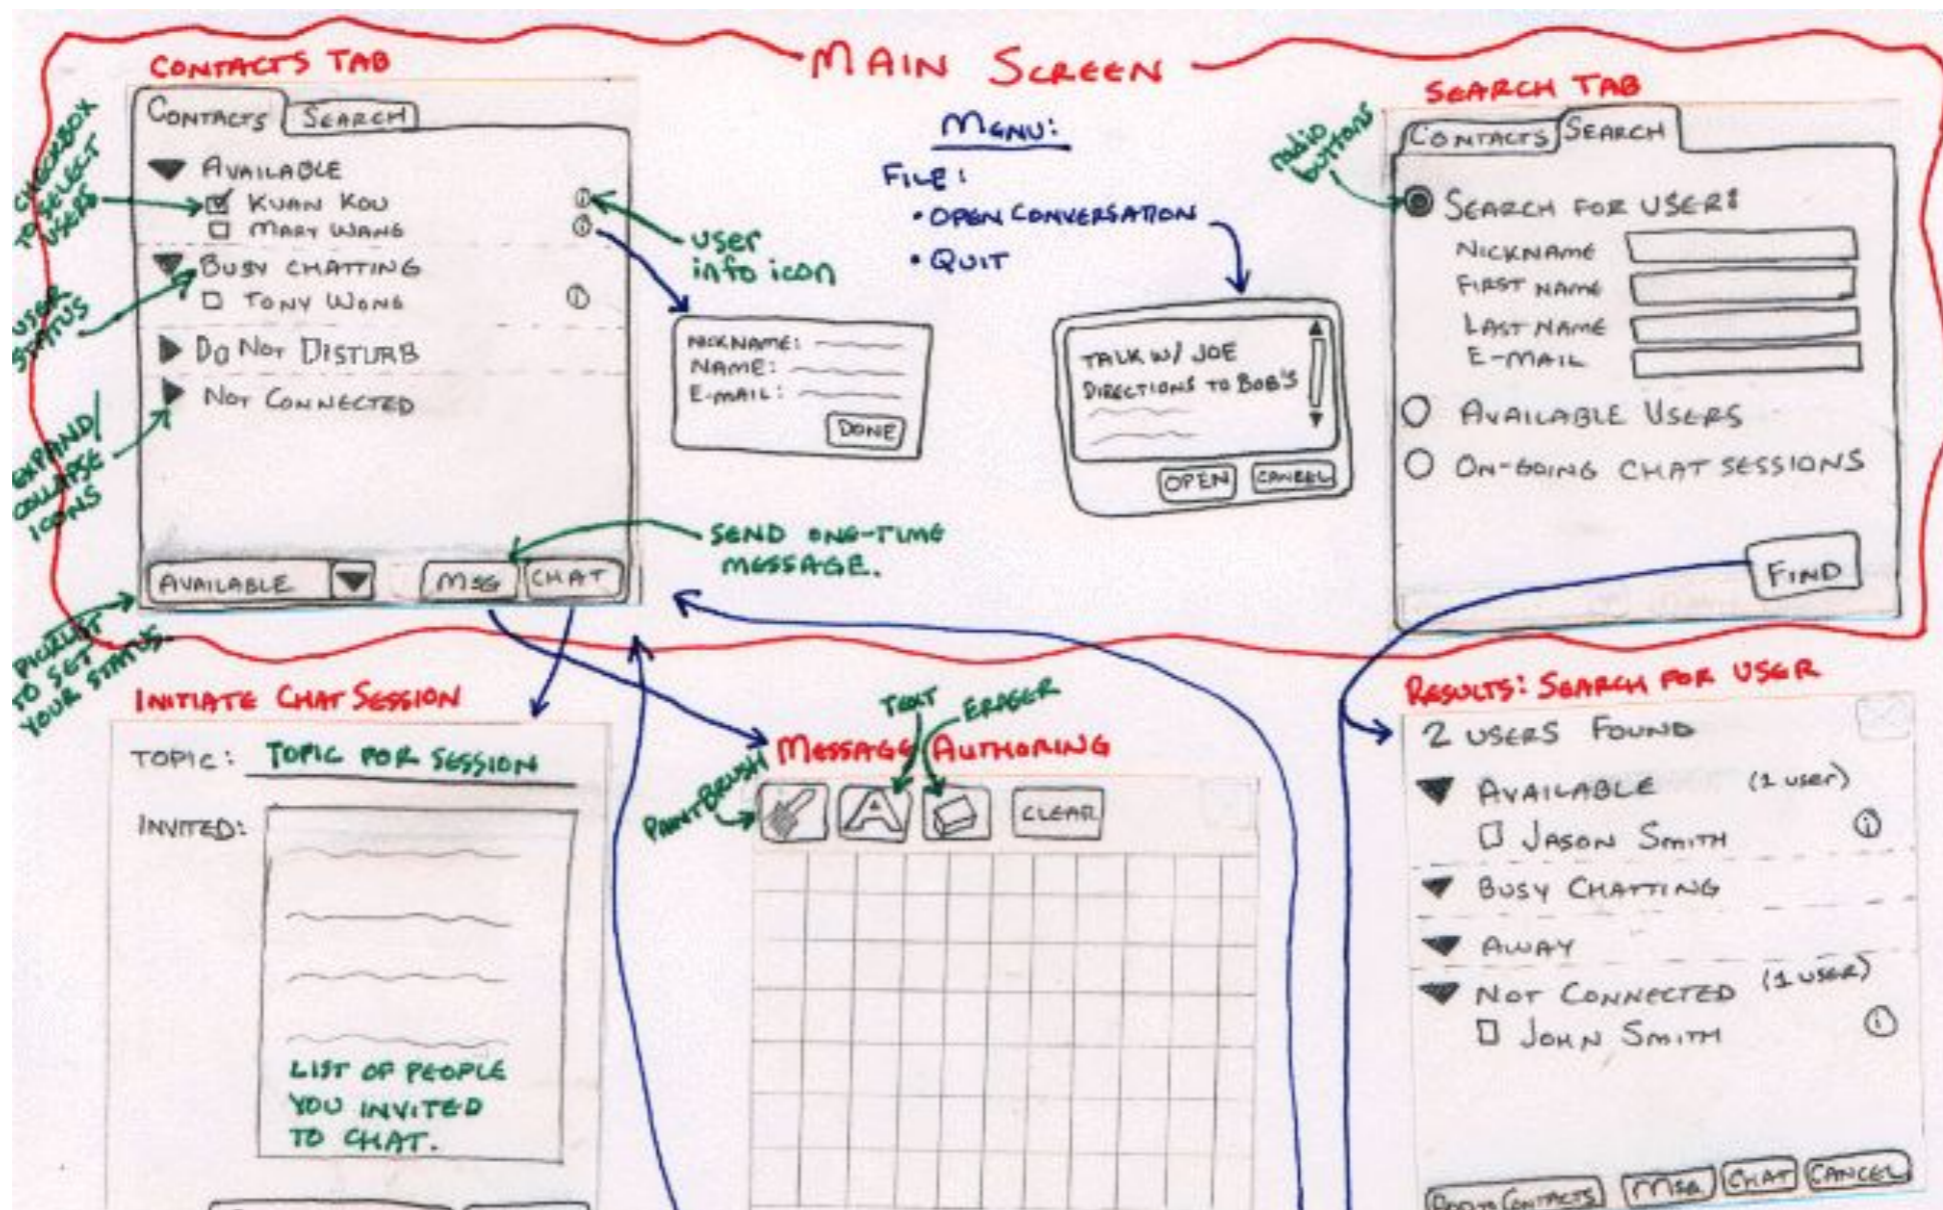 MAIN SCREEN
CONTACTS TAB
CONTACTS SEARCH
AVAILABLE
KUAN KOU
MARY WANG
BUSY CHATTING
TONY WONG
DO NOT DISTURB
NOT CONNECTED
AVAILABLE MSG CHAT
CHECKBOX
TO SELECT
USERS
USER
STATUS
EXPAND/
COLLAPSE
ICONS
PICKLIST
TO SET
YOUR STATUS
user
info icon
SEND ONE-TIME
MESSAGE.
NICKNAME:
NAME:
E-MAIL:
DONE
MENU:
FILE:
• OPEN CONVERSATION
• QUIT
TALK W/ JOE
DIRECTIONS TO BOB'S
OPEN CANCEL
SEARCH TAB
radio
buttons
CONTACTS SEARCH
SEARCH FOR USER:
NICKNAME
FIRST NAME
LAST NAME
E-MAIL
AVAILABLE USERS
ON-GOING CHAT SESSIONS
FIND
INITIATE CHAT SESSION
TOPIC: TOPIC FOR SESSION
INVITED:
LIST OF PEOPLE
YOU INVITED
TO CHAT.
MESSAGE AUTHORING
PAINTBRUSH
TEXT
ERASER
A
CLEAR
RESULTS: SEARCH FOR USER
2 USERS FOUND
AVAILABLE (1 user)
JASON SMITH
BUSY CHATTING
AWAY
NOT CONNECTED (1 USER)
JOHN SMITH
ADD TO CONTACTS MSG CHAT CANCEL